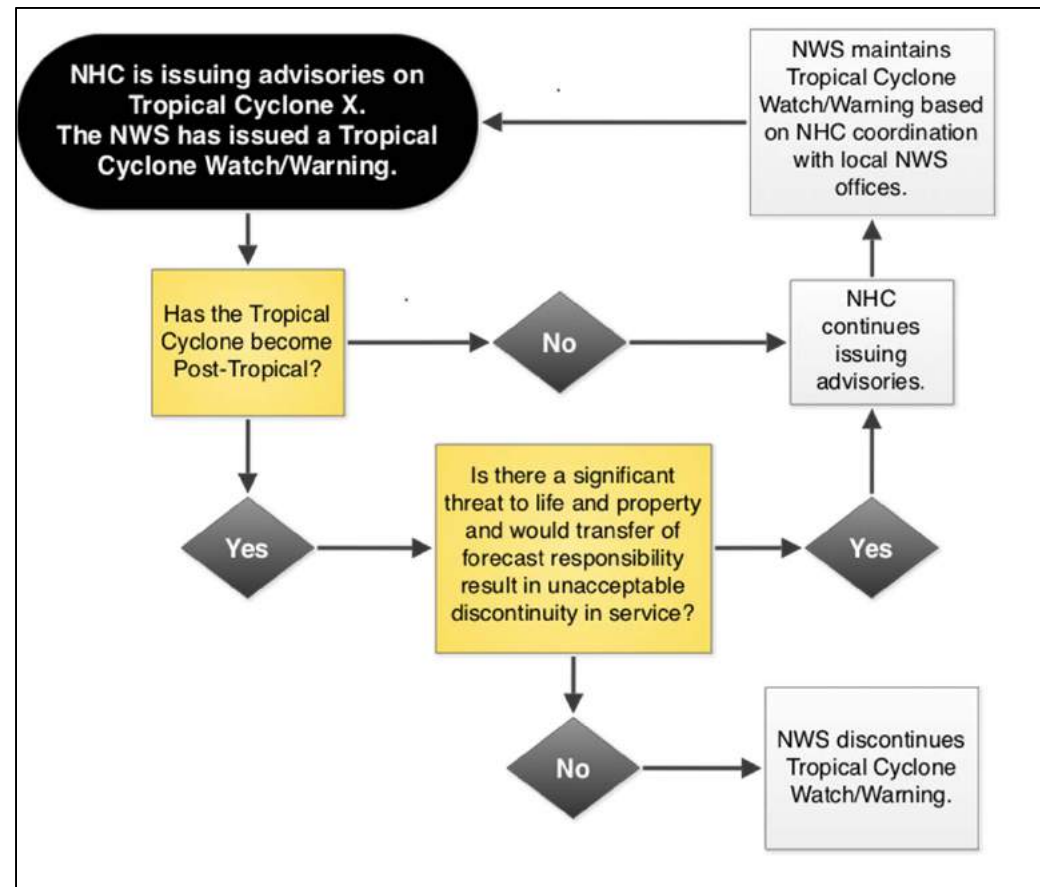 NHC is issuing advisories on
Tropical Cyclone X.
The NWS has issued a Tropical
Cyclone Watch/Warning.
NWS maintains
Tropical Cyclone
Watch/Warning based
on NHC coordination
with local NWS
offices.
Has the Tropical
Cyclone become
Post-Tropical?
No
NHC
continues
issuing
advisories.
Yes
Is there a significant
threat to life and property
and would transfer of
forecast responsibility
result in unacceptable
discontinuity in service?
Yes
No
NWS discontinues
Tropical Cyclone
Watch/Warning.